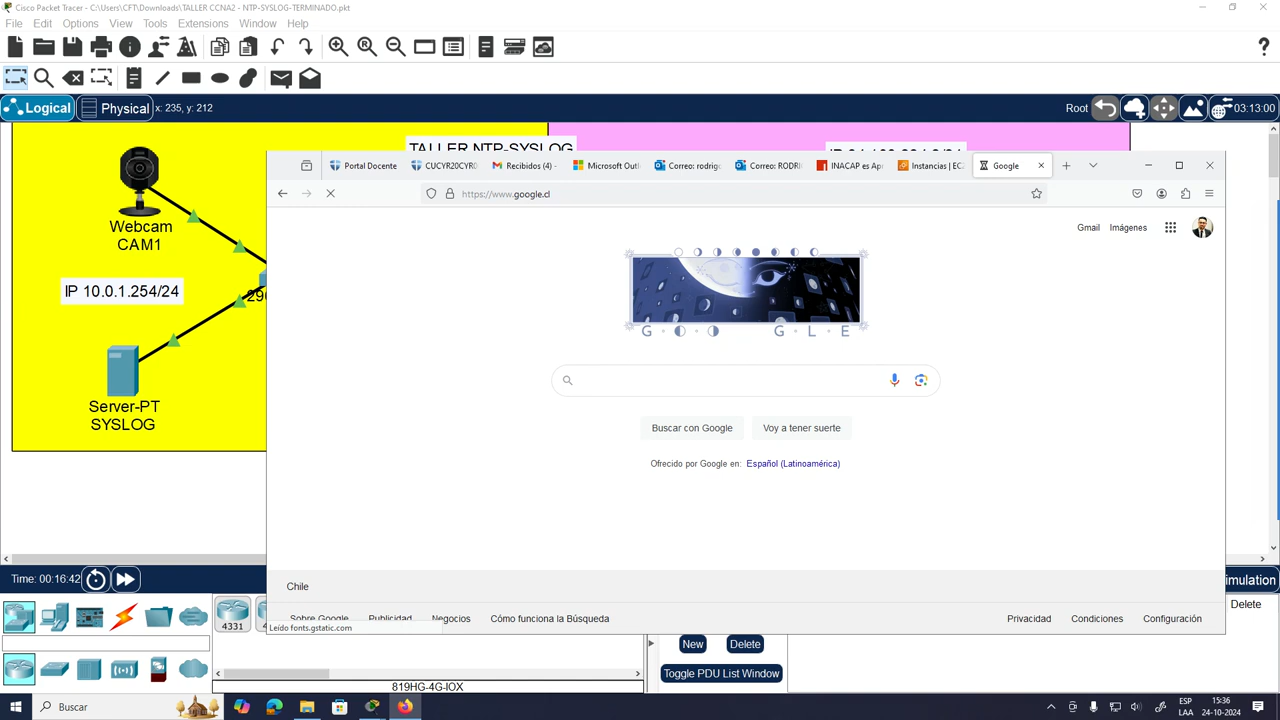 Cisco Packet Tracer - C:\Users\CFT\Downloads\TALLER CCNA2 - NTP-SYSLOG-TERMINADO.pkt
File Edit Options View Tools Extensions Window Help
Logical Physical x: 235, y: 212 Root 03:13:00
TALLER NTP-SYSLOG
Portal Docente CUCYR20CYR0 Recibidos (4) - Microsoft Outl Correo: rodrigo Correo: RODRI INACAP es Ap Instancias | EC2 Google
https://www.google.cl
Webcam
CAM1
Gmail Imágenes
IP 10.0.1.254/24
290
G G L E
Server-PT
SYSLOG
Buscar con Google Voy a tener suerte
Ofrecido por Google en: Español (Latinoamérica)
Time: 00:16:42 Simulation
Chile
Sobre Google Publicidad Negocios Cómo funciona la Búsqueda Privacidad Condiciones Configuración
Leído fonts.gstatic.com
4331
Delete
New Delete
Toggle PDU List Window
819HG-4G-IOX
Buscar
ESP
LAA
15:36
24-10-2024